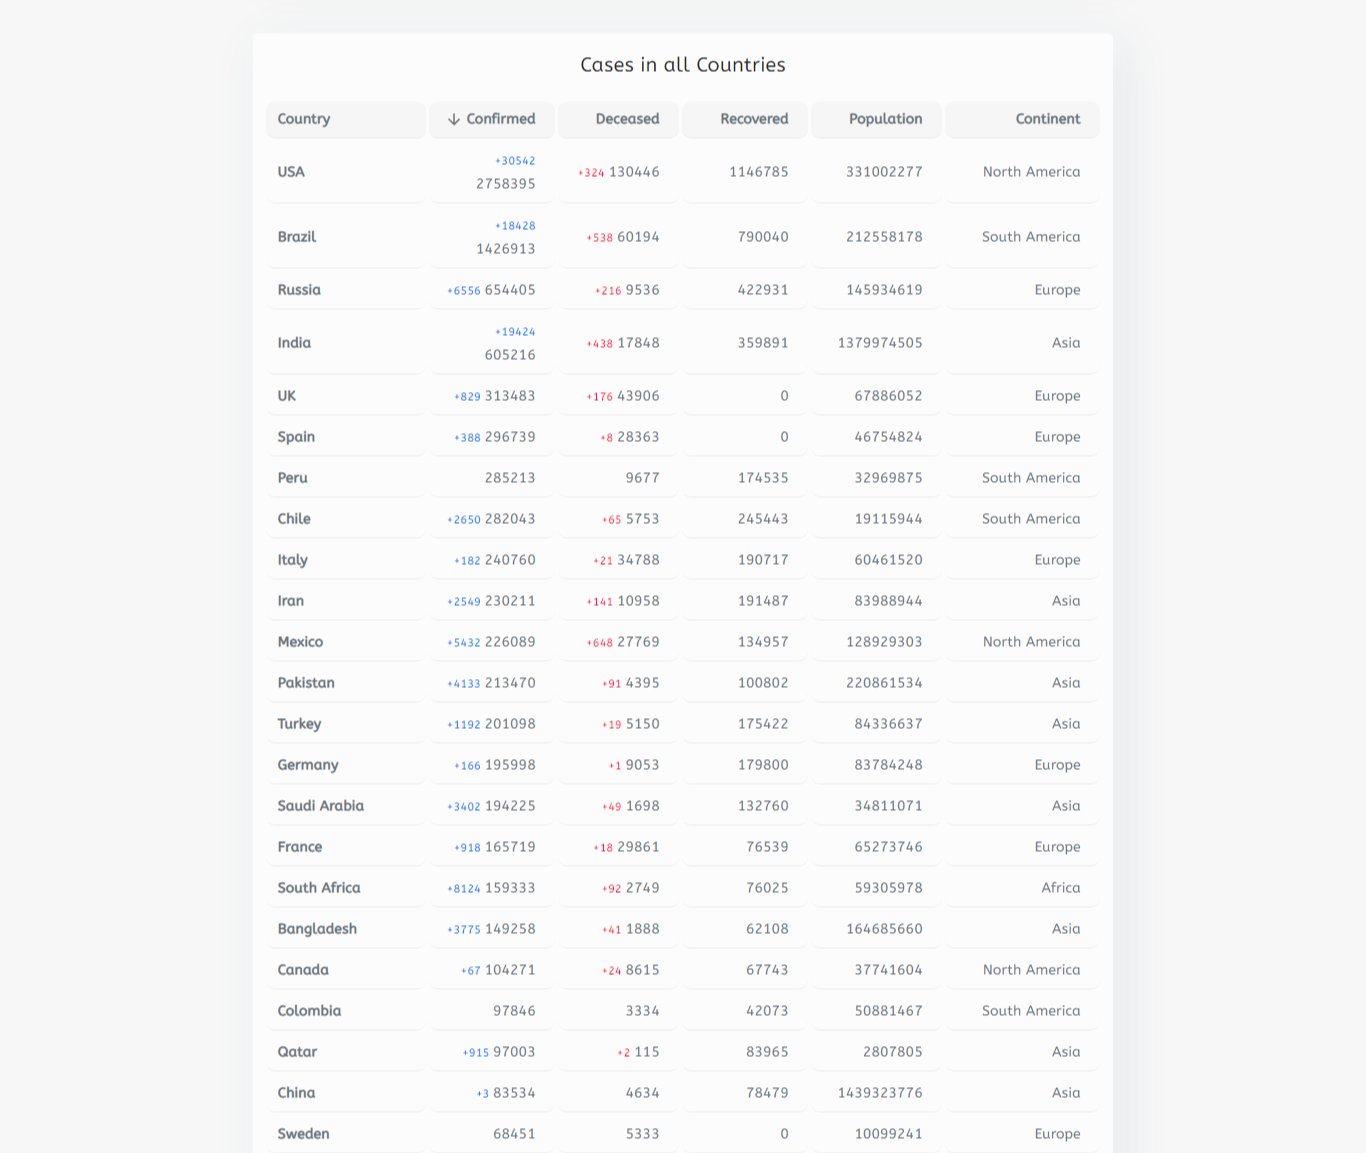 Cases in all Countries
Country ↓ Confirmed Deceased Recovered Population Continent
+30542
USA 2758395 +324 130446 1146785 331002277 North America
+18428
Brazil 1426913 +538 60194 790040 212558178 South America
Russia +6556 654405 +216 9536 422931 145934619 Europe
+19424
India 605216 +438 17848 359891 1379974505 Asia
UK +829 313483 +176 43906 0 67886052 Europe
Spain +388 296739 +8 28363 0 46754824 Europe
Peru 285213 9677 174535 32969875 South America
Chile +2650 282043 +65 5753 245443 19115944 South America
Italy +182 240760 +21 34788 190717 60461520 Europe
Iran +2549 230211 +141 10958 191487 83988944 Asia
Mexico +5432 226089 +648 27769 134957 128929303 North America
Pakistan +4133 213470 +91 4395 100802 220861534 Asia
Turkey +1192 201098 +19 5150 175422 84336637 Asia
Germany +166 195998 +1 9053 179800 83784248 Europe
Saudi Arabia +3402 194225 +49 1698 132760 34811071 Asia
France +918 165719 +18 29861 76539 65273746 Europe
South Africa +8124 159333 +92 2749 76025 59305978 Africa
Bangladesh +3775 149258 +41 1888 62108 164685660 Asia
Canada +67 104271 +24 8615 67743 37741604 North America
Colombia 97846 3334 42073 50881467 South America
Qatar +915 97003 +2 115 83965 2807805 Asia
China +3 83534 4634 78479 1439323776 Asia
Sweden 68451 5333 0 10099241 Europe